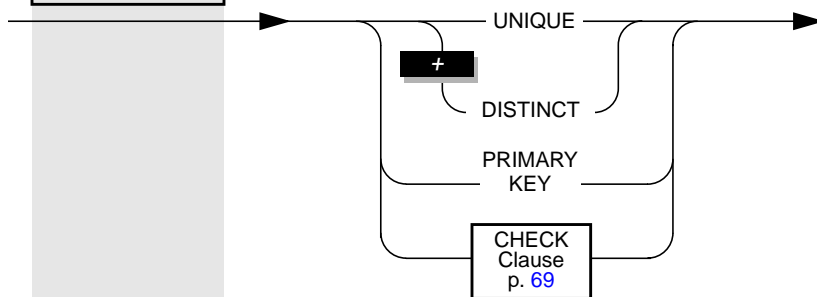 UNIQUE
+
DISTINCT
PRIMARY
KEY
CHECK
Clause
p. 69